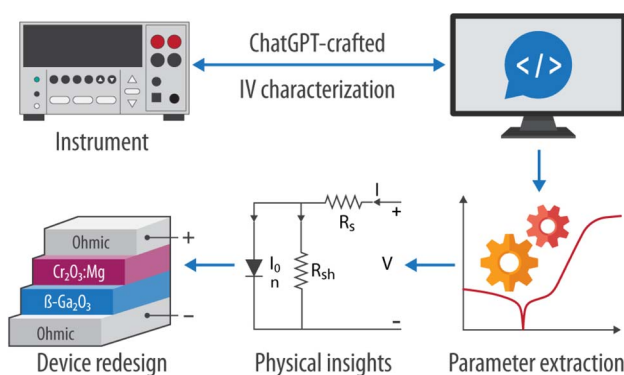 ChatGPT-crafted
</>
IV characterization
Instrument
Ohmic
+
Cr₂O₃:Mg
ß-Ga₂O₃
Ohmic
−
I
+
Rs
I₀
n
Rsh
V
−
Device redesign
Physical insights
Parameter extraction